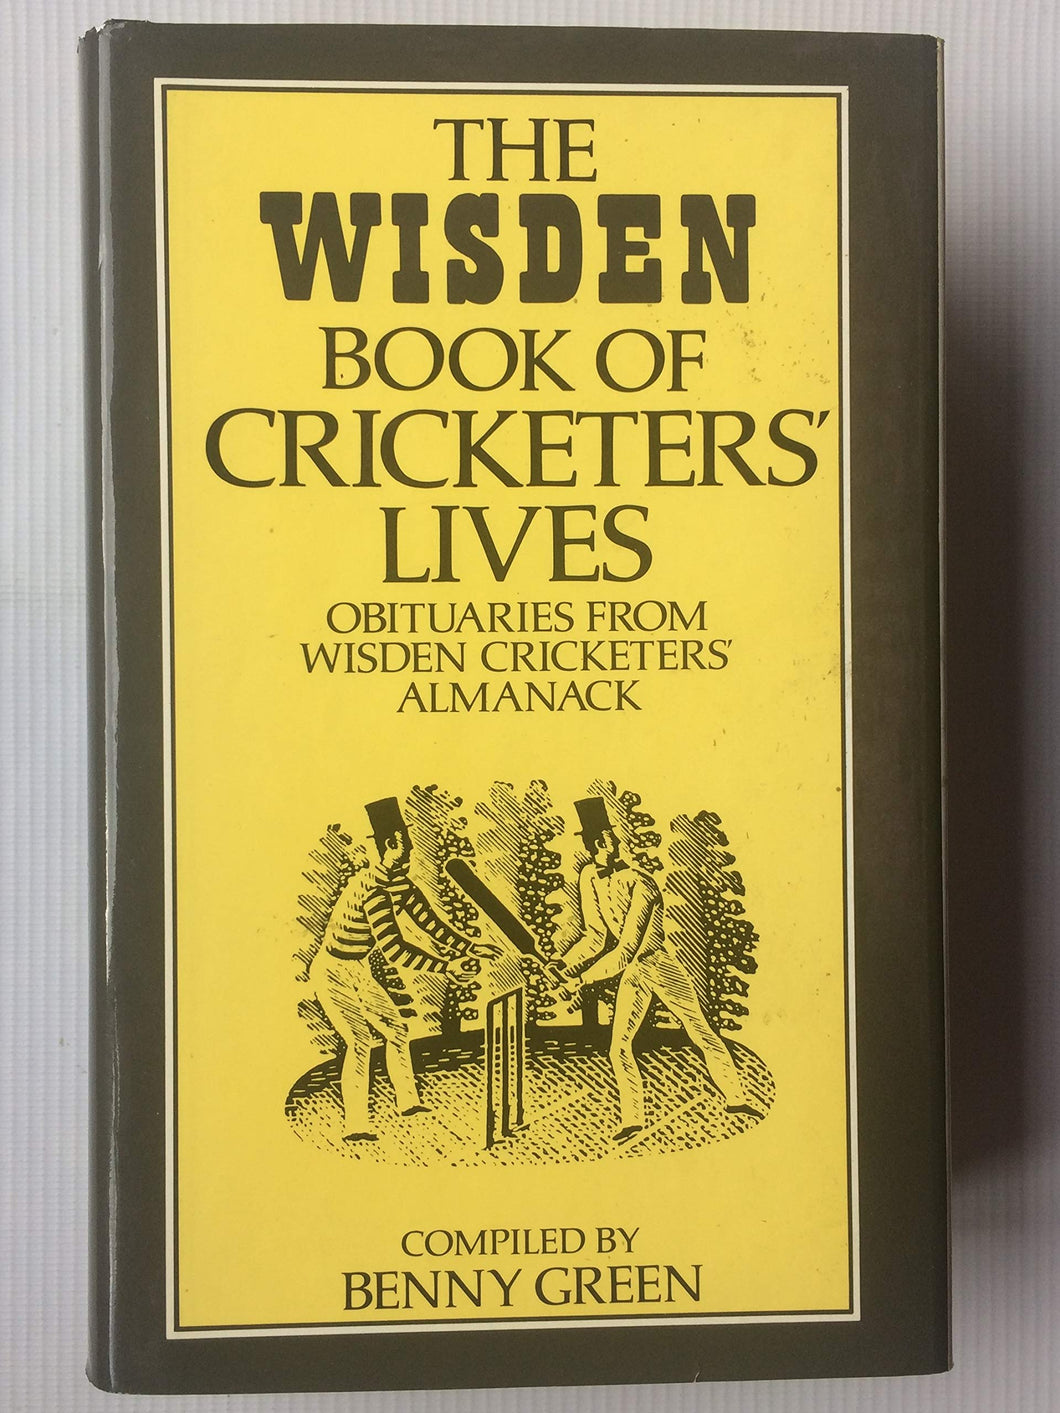 THE
WISDEN
BOOK OF
CRICKETERS'
LIVES
OBITUARIES FROM
WISDEN CRICKETERS'
ALMANACK
COMPILED BY
BENNY GREEN